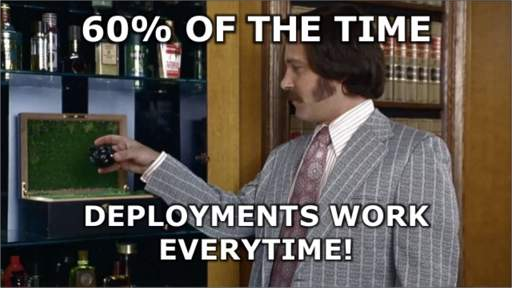 60% OF THE TIME
DEPLOYMENTS WORK
EVERYTIME!